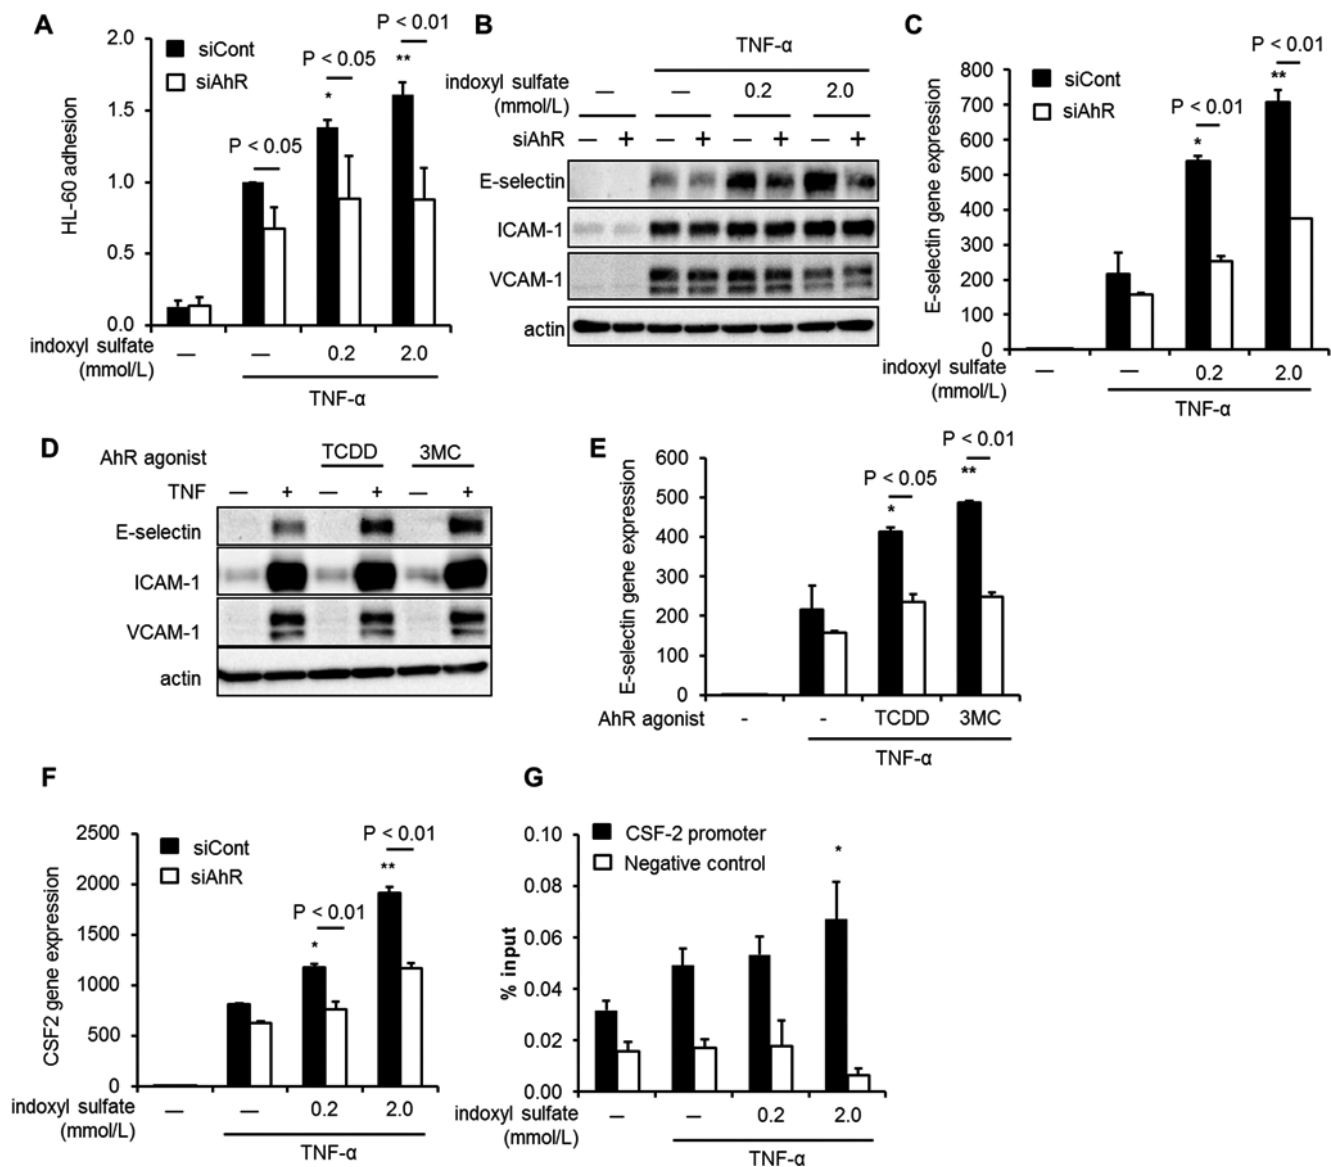 A
2.0
1.5
1.0
0.5
0.0
HL-60 adhesion
siCont
siAhR
P < 0.05
P < 0.05
P < 0.01
*
**
indoxyl sulfate
(mmol/L)
— — 0.2 2.0
TNF-α
B
TNF-α
indoxyl sulfate
(mmol/L)
— — 0.2 2.0
siAhR — + — + — + — +
E-selectin
ICAM-1
VCAM-1
actin
C
800
700
600
500
400
300
200
100
0
E-selectin gene expression
siCont
siAhR
P < 0.01
P < 0.01
*
**
indoxyl sulfate
(mmol/L)
— — 0.2 2.0
TNF-α
D
AhR agonist TCDD 3MC
TNF — + — + — +
E-selectin
ICAM-1
VCAM-1
actin
E
600
500
400
300
200
100
0
E-selectin gene expression
P < 0.05
P < 0.01
*
**
AhR agonist - - TCDD 3MC
TNF-α
F
2500
2000
1500
1000
500
0
CSF2 gene expression
siCont
siAhR
P < 0.01
P < 0.01
*
**
indoxyl sulfate
(mmol/L)
— — 0.2 2.0
TNF-α
G
0.10
0.08
0.06
0.04
0.02
0.00
% input
CSF-2 promoter
Negative control
*
indoxyl sulfate
(mmol/L)
— — 0.2 2.0
TNF-α